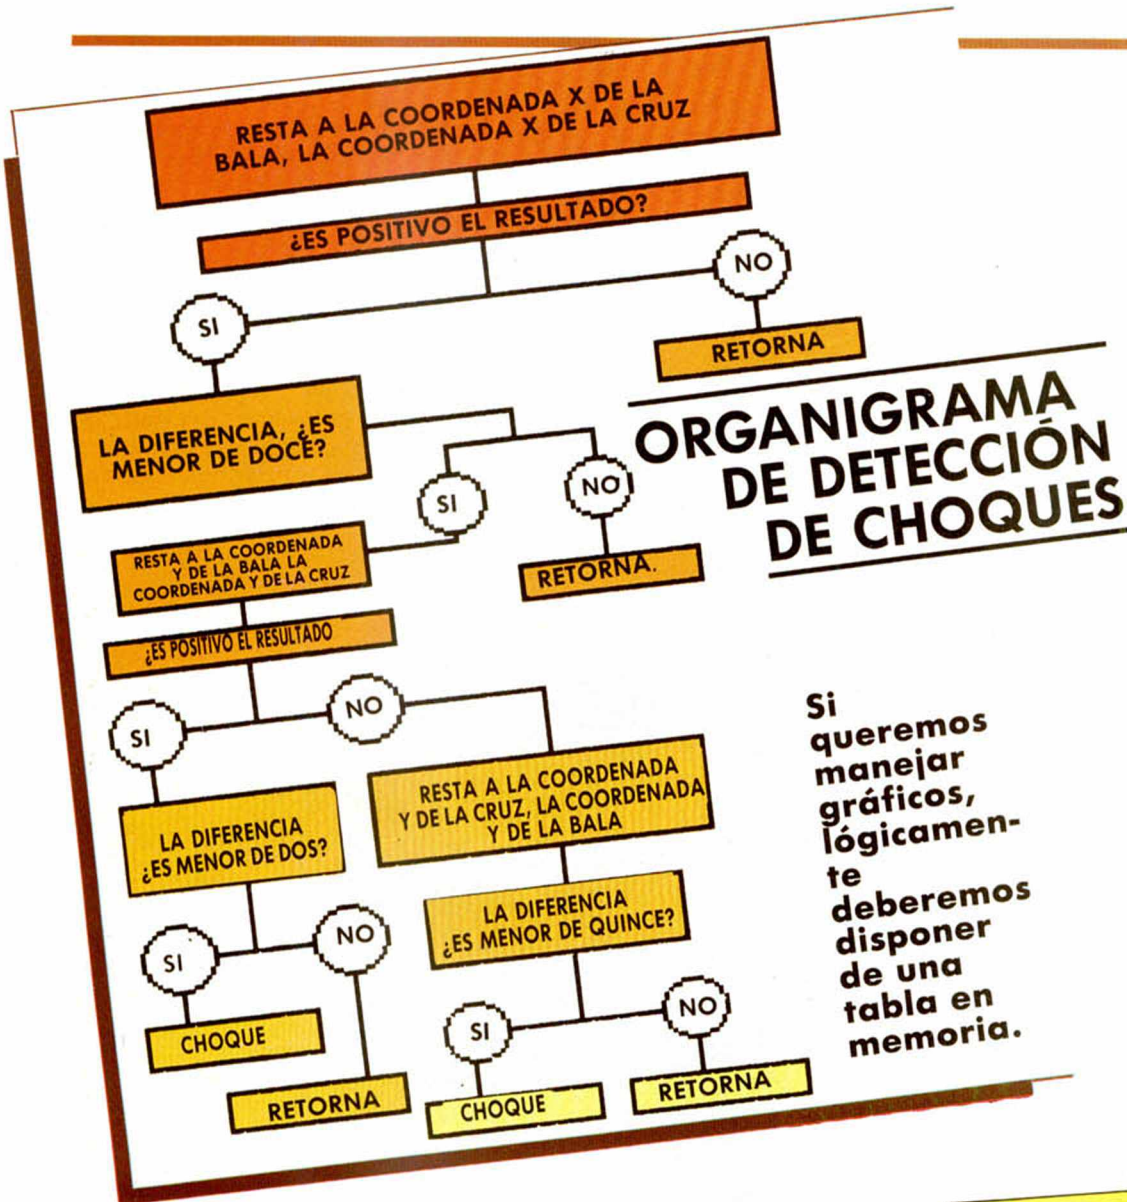 RESTA A LA COORDENADA X DE LA
BALA, LA COORDENADA X DE LA CRUZ
¿ES POSITIVO EL RESULTADO?
SI
NO
RETORNA
LA DIFERENCIA, ¿ES
MENOR DE DOCE?
SI
NO
RETORNA.
ORGANIGRAMA
DE DETECCIÓN
DE CHOQUES
RESTA A LA COORDENADA
Y DE LA BALA LA
COORDENADA Y DE LA CRUZ
¿ES POSITIVO EL RESULTADO
SI
NO
LA DIFERENCIA
¿ES MENOR DE DOS?
SI
NO
CHOQUE
RETORNA
RESTA A LA COORDENADA
Y DE LA CRUZ, LA COORDENADA
Y DE LA BALA
LA DIFERENCIA
¿ES MENOR DE QUINCE?
SI
NO
CHOQUE
RETORNA
Si
queremos
manejar
gráficos,
lógicamen-
te
deberemos
disponer
de una
tabla en
memoria.